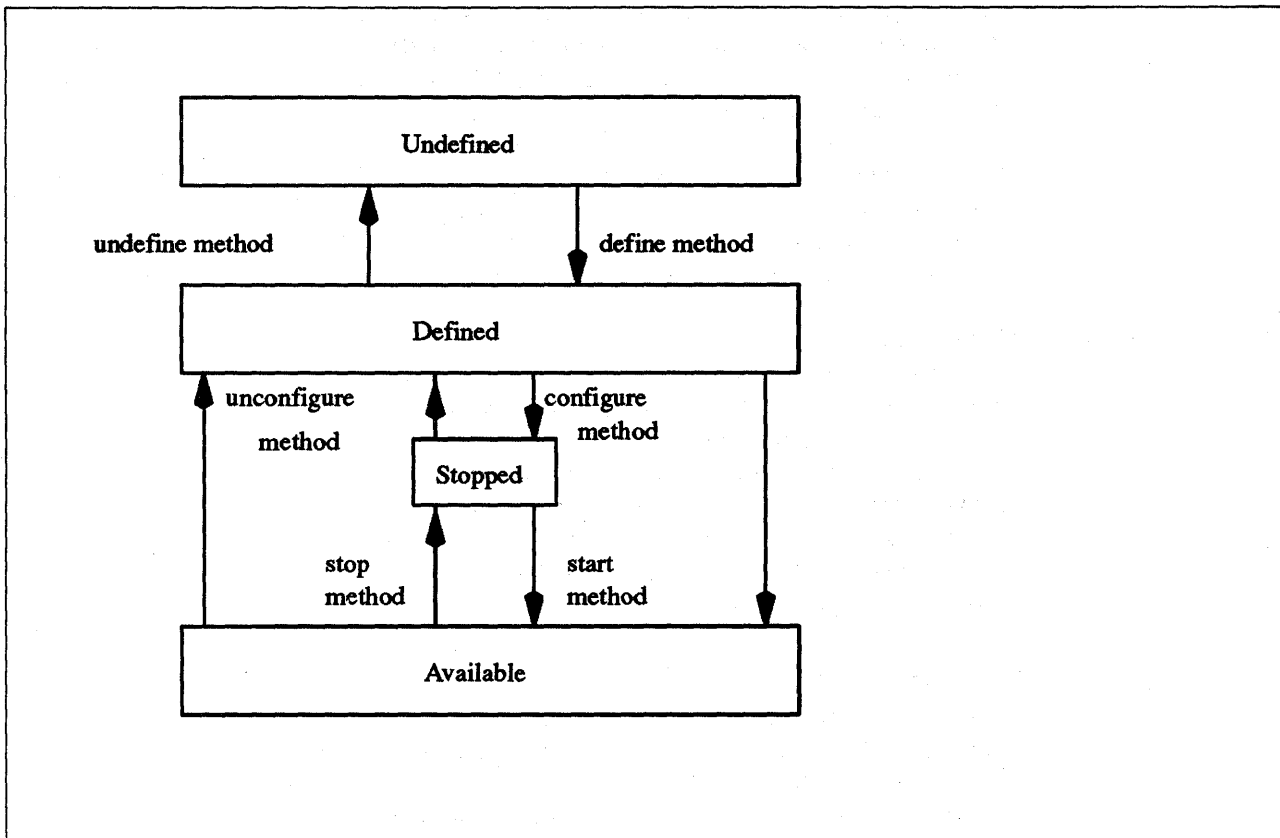 Undefined
undefine method
define method
Defined
unconfigure
method
configure
method
Stopped
stop
method
start
method
Available